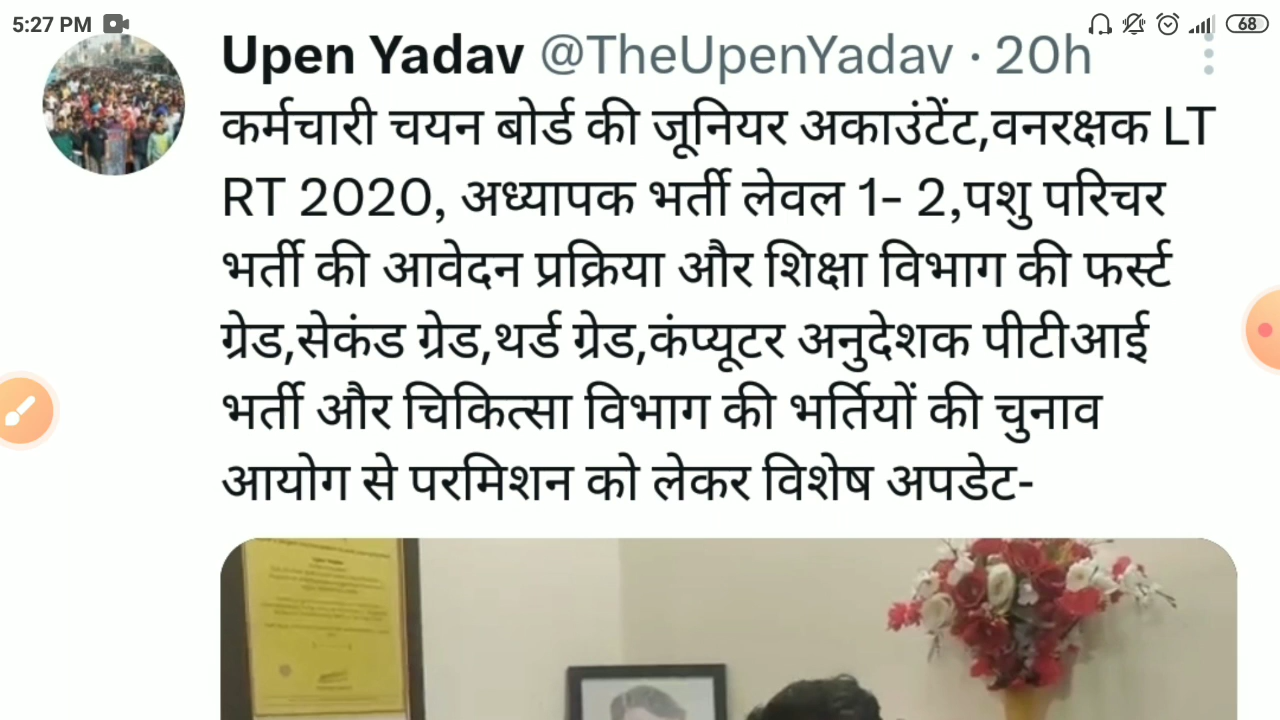 5:27 PM 68
Upen Yadav @TheUpenYadav · 20h
कर्मचारी चयन बोर्ड की जूनियर अकाउंटेंट,वनरक्षक LT
RT 2020, अध्यापक भर्ती लेवल 1- 2,पशु परिचर
भर्ती की आवेदन प्रक्रिया और शिक्षा विभाग की फर्स्ट
ग्रेड,सेकंड ग्रेड,थर्ड ग्रेड,कंप्यूटर अनुदेशक पीटीआई
भर्ती और चिकित्सा विभाग की भर्तियों की चुनाव
आयोग से परमिशन को लेकर विशेष अपडेट-